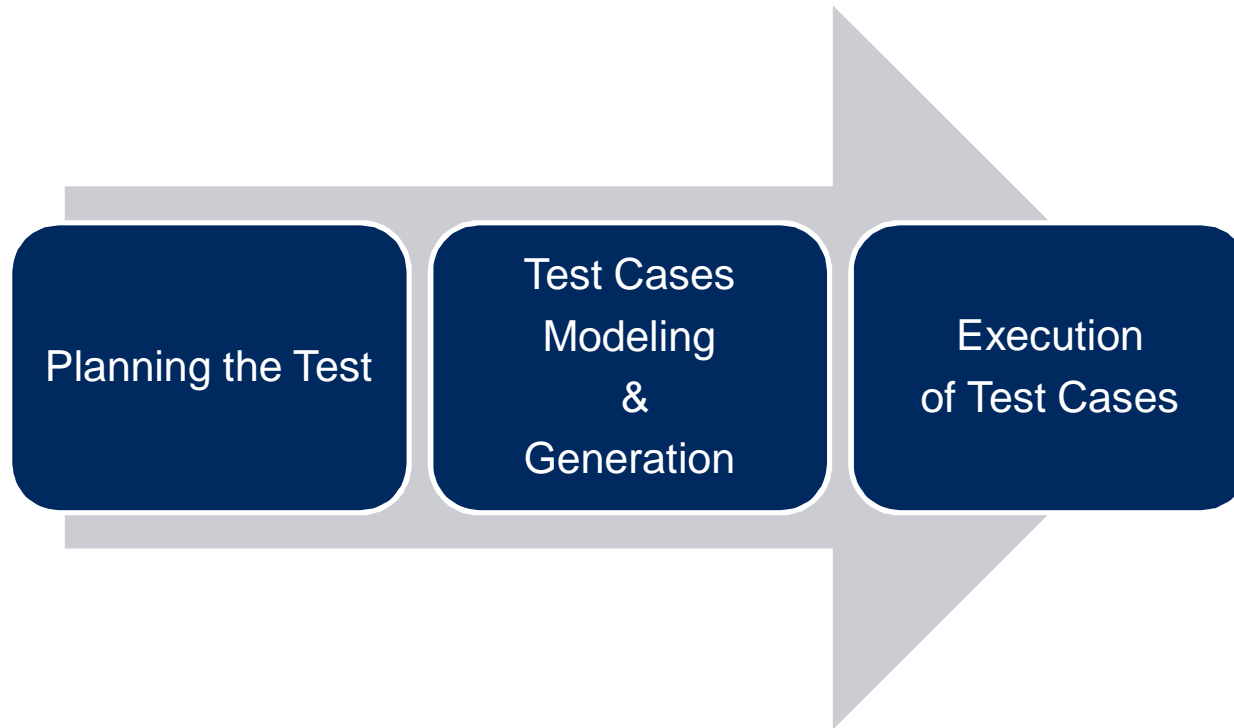 Planning the Test
Test Cases
Modeling
&
Generation
Execution
of Test Cases